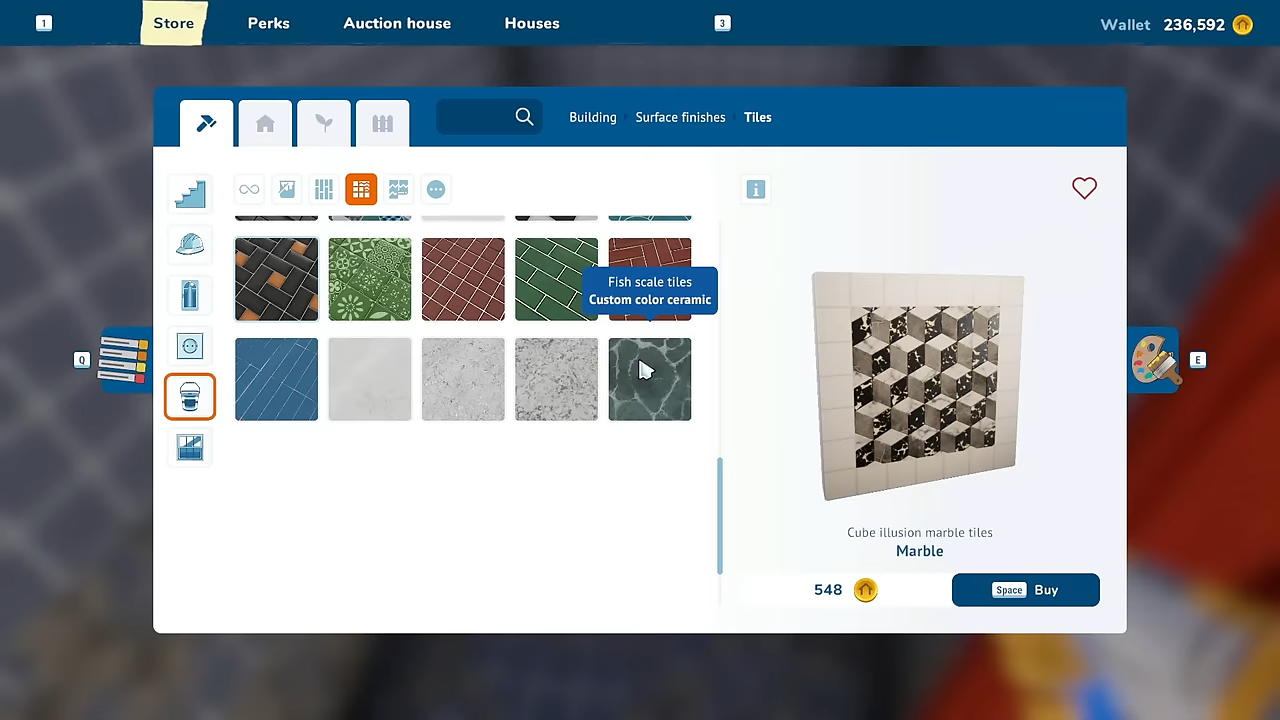 1
Store
Perks
Auction house
Houses
3
Wallet 236,592
Building
Surface finishes
Tiles
Fish scale tiles
Custom color ceramic
Q
E
Cube illusion marble tiles
Marble
548
Space Buy